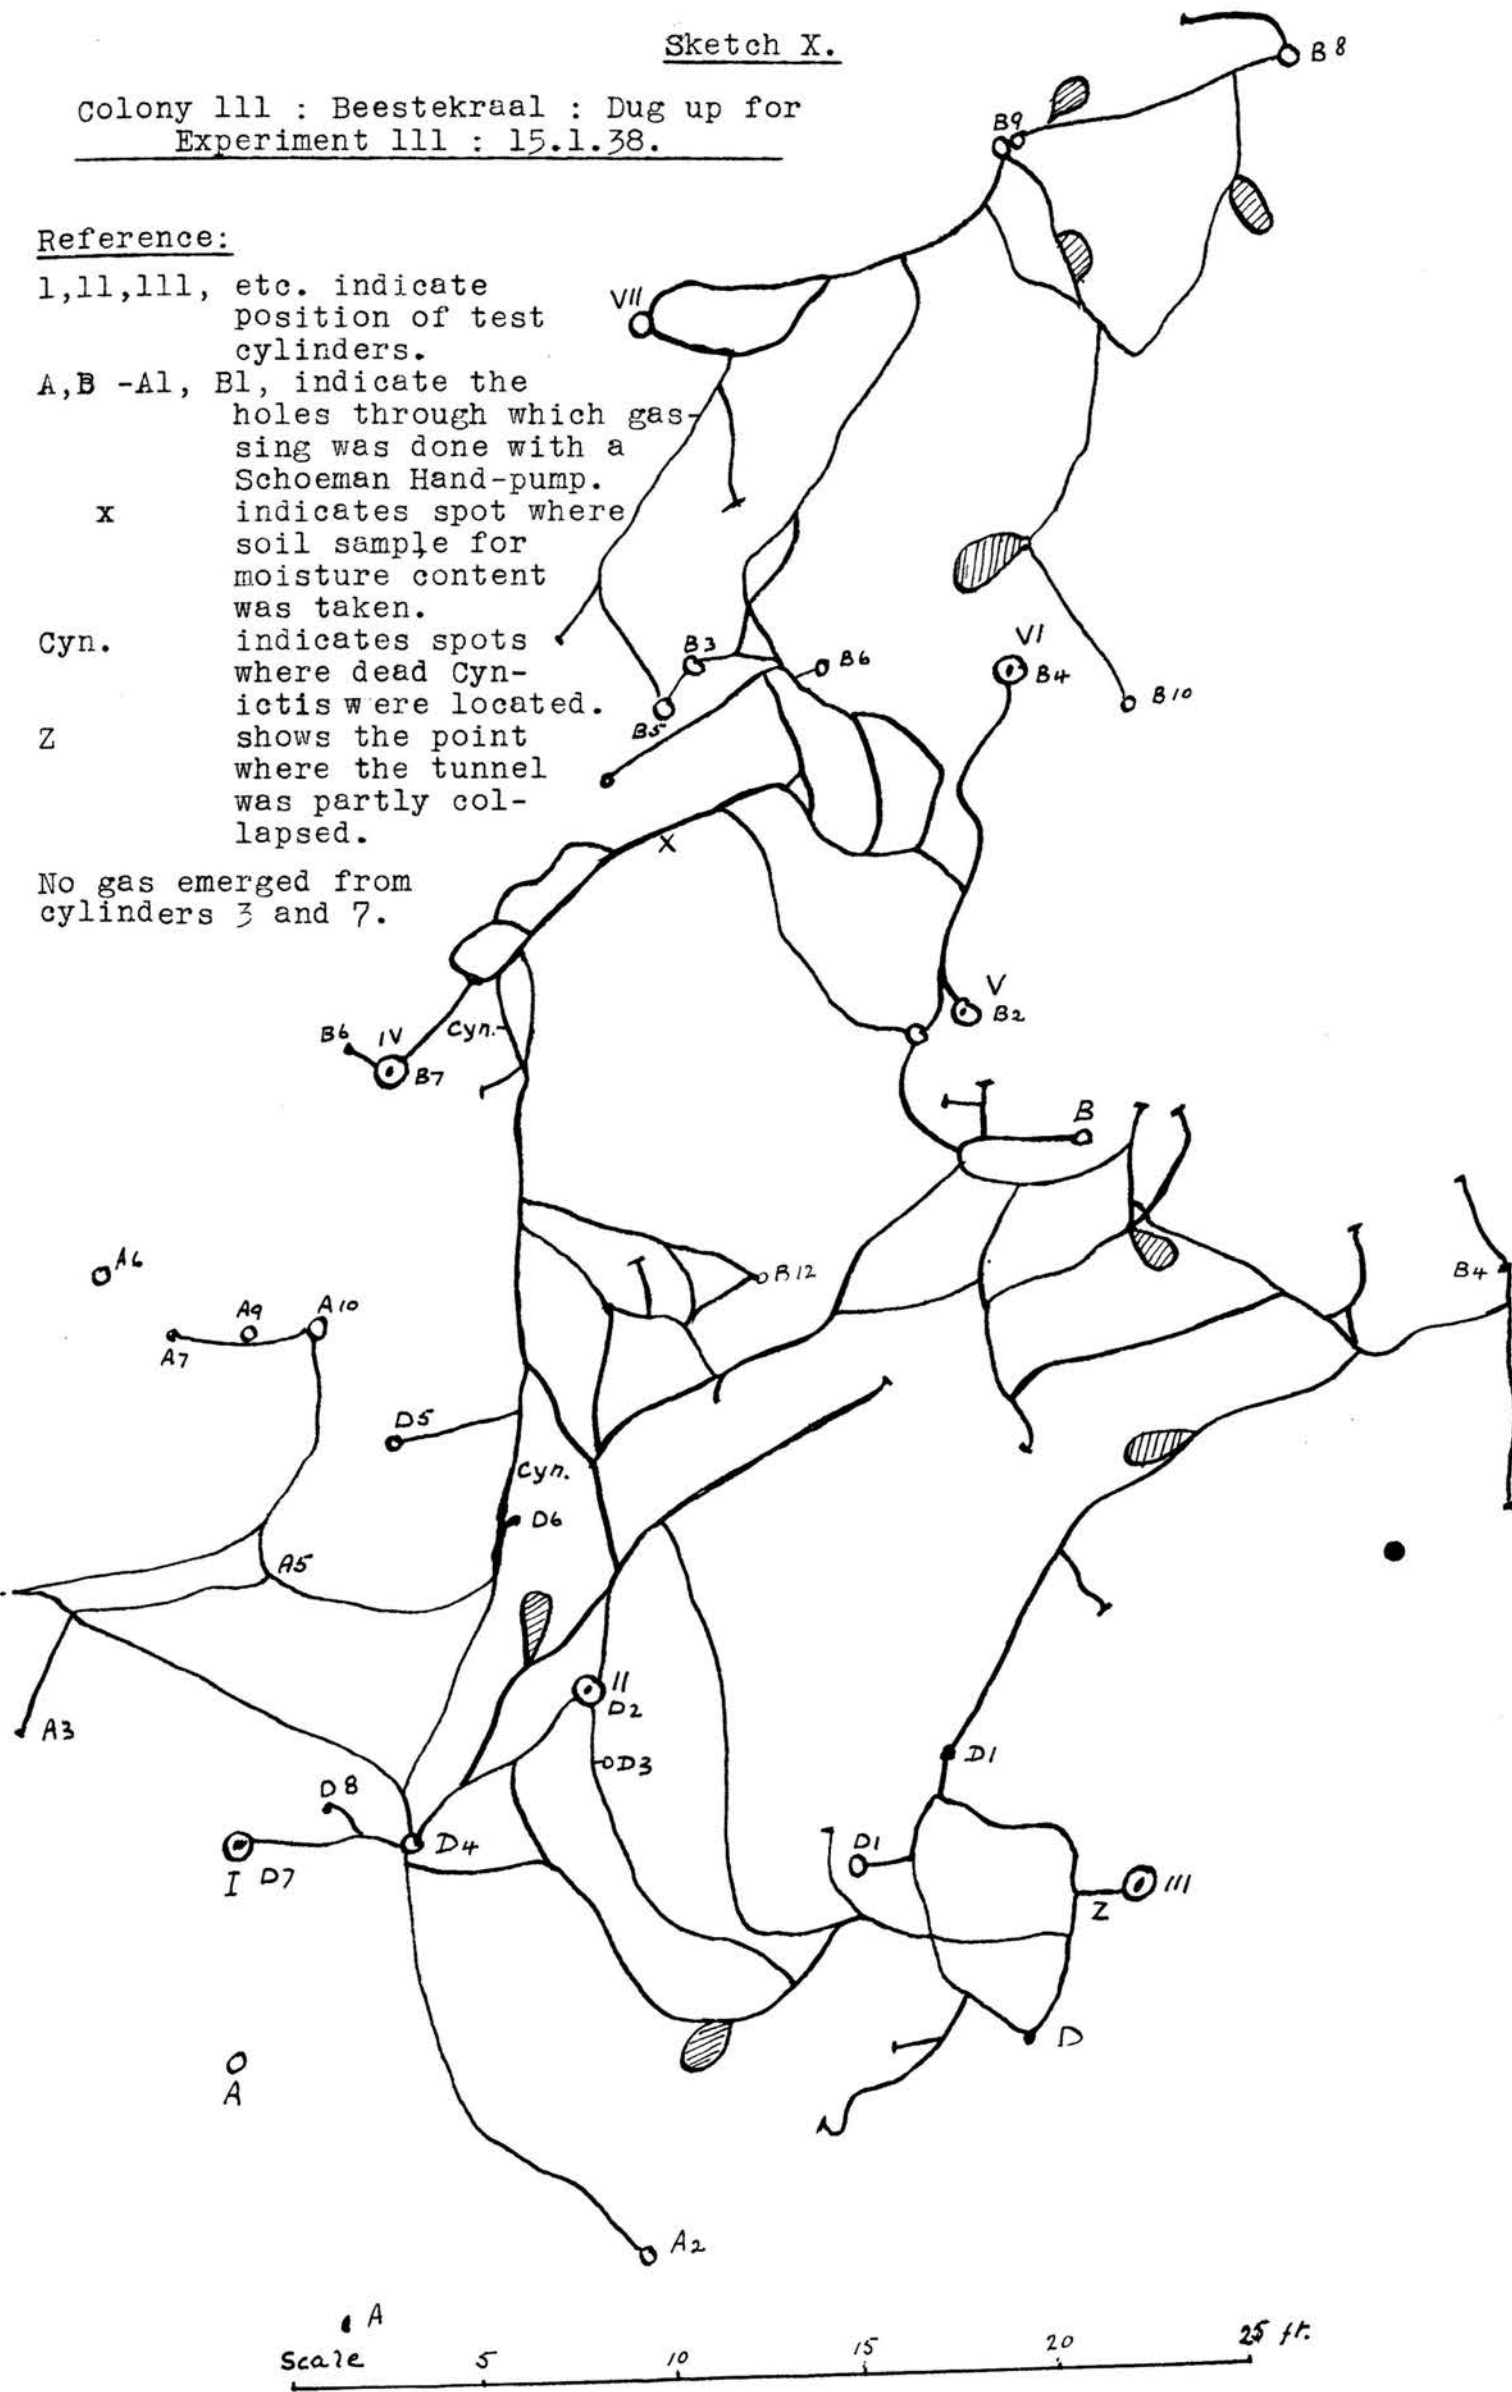 Sketch X.
Colony 111 : Beestekraal : Dug up for
Experiment 111 : 15.1.38.
Reference:
1,11,111, etc. indicate
position of test
cylinders.
A,B -A1, B1, indicate the
holes through which gas-
sing was done with a
Schoeman Hand-pump.
x indicates spot where
soil sample for
moisture content
was taken.
Cyn. indicates spots
where dead Cyn-
ictis were located.
Z shows the point
where the tunnel
was partly col-
lapsed.
No gas emerged from
cylinders 3 and 7.
B8
B9
VII
B3
B6
VI
B4
B10
B5
X
V
B2
B6
IV
B7
Cyn.
B
A6
B4
B12
A9
A10
A7
D5
Cyn.
D6
A5
II
D2
A3
D3
D1
D8
D4
I
D7
D1
III
Z
D
A
A2
A
Scale 5 10 15 20 25 ft.